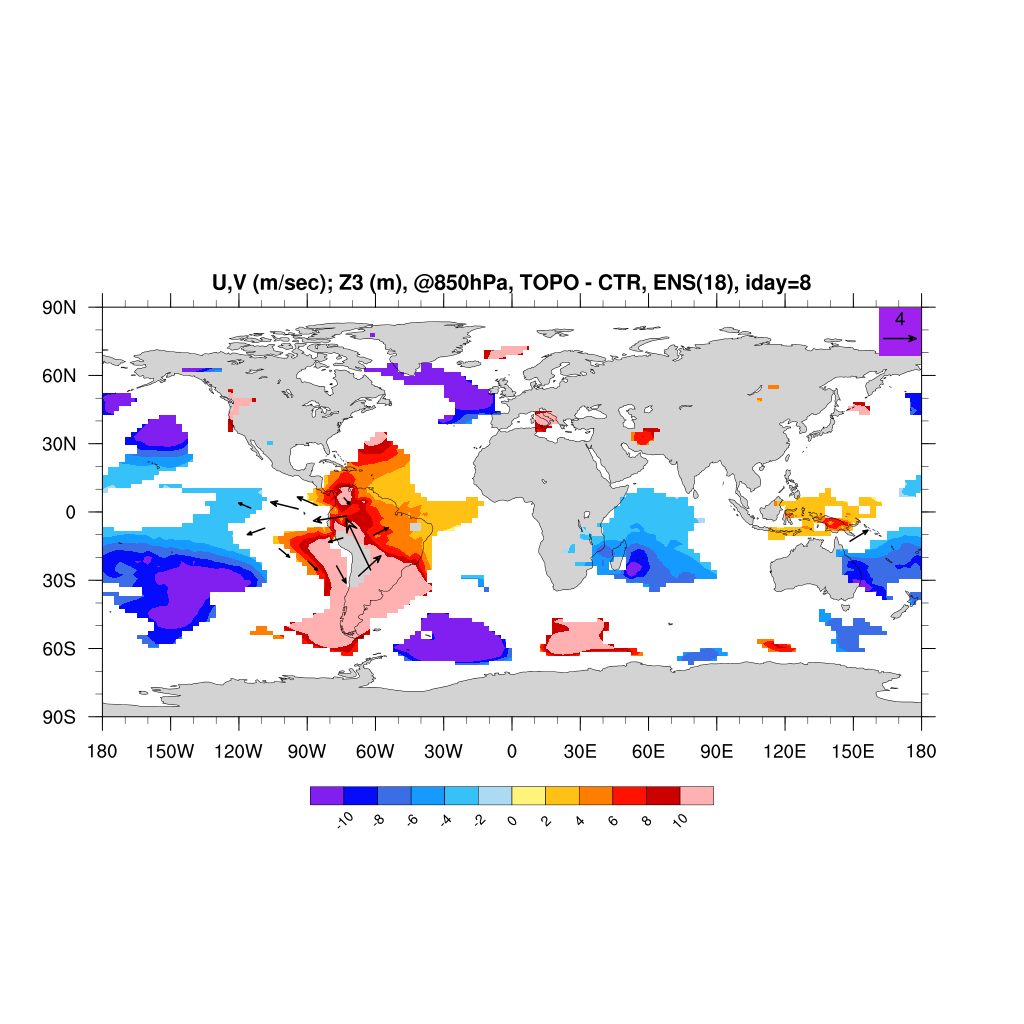 U,V (m/sec); Z3 (m), @850hPa, TOPO - CTR, ENS(18), iday=8
4
90N
60N
30N
0
30S
60S
90S
180 150W 120W 90W 60W 30W 0 30E 60E 90E 120E 150E 180
-10 -8 -6 -4 -2 0 2 4 6 8 10